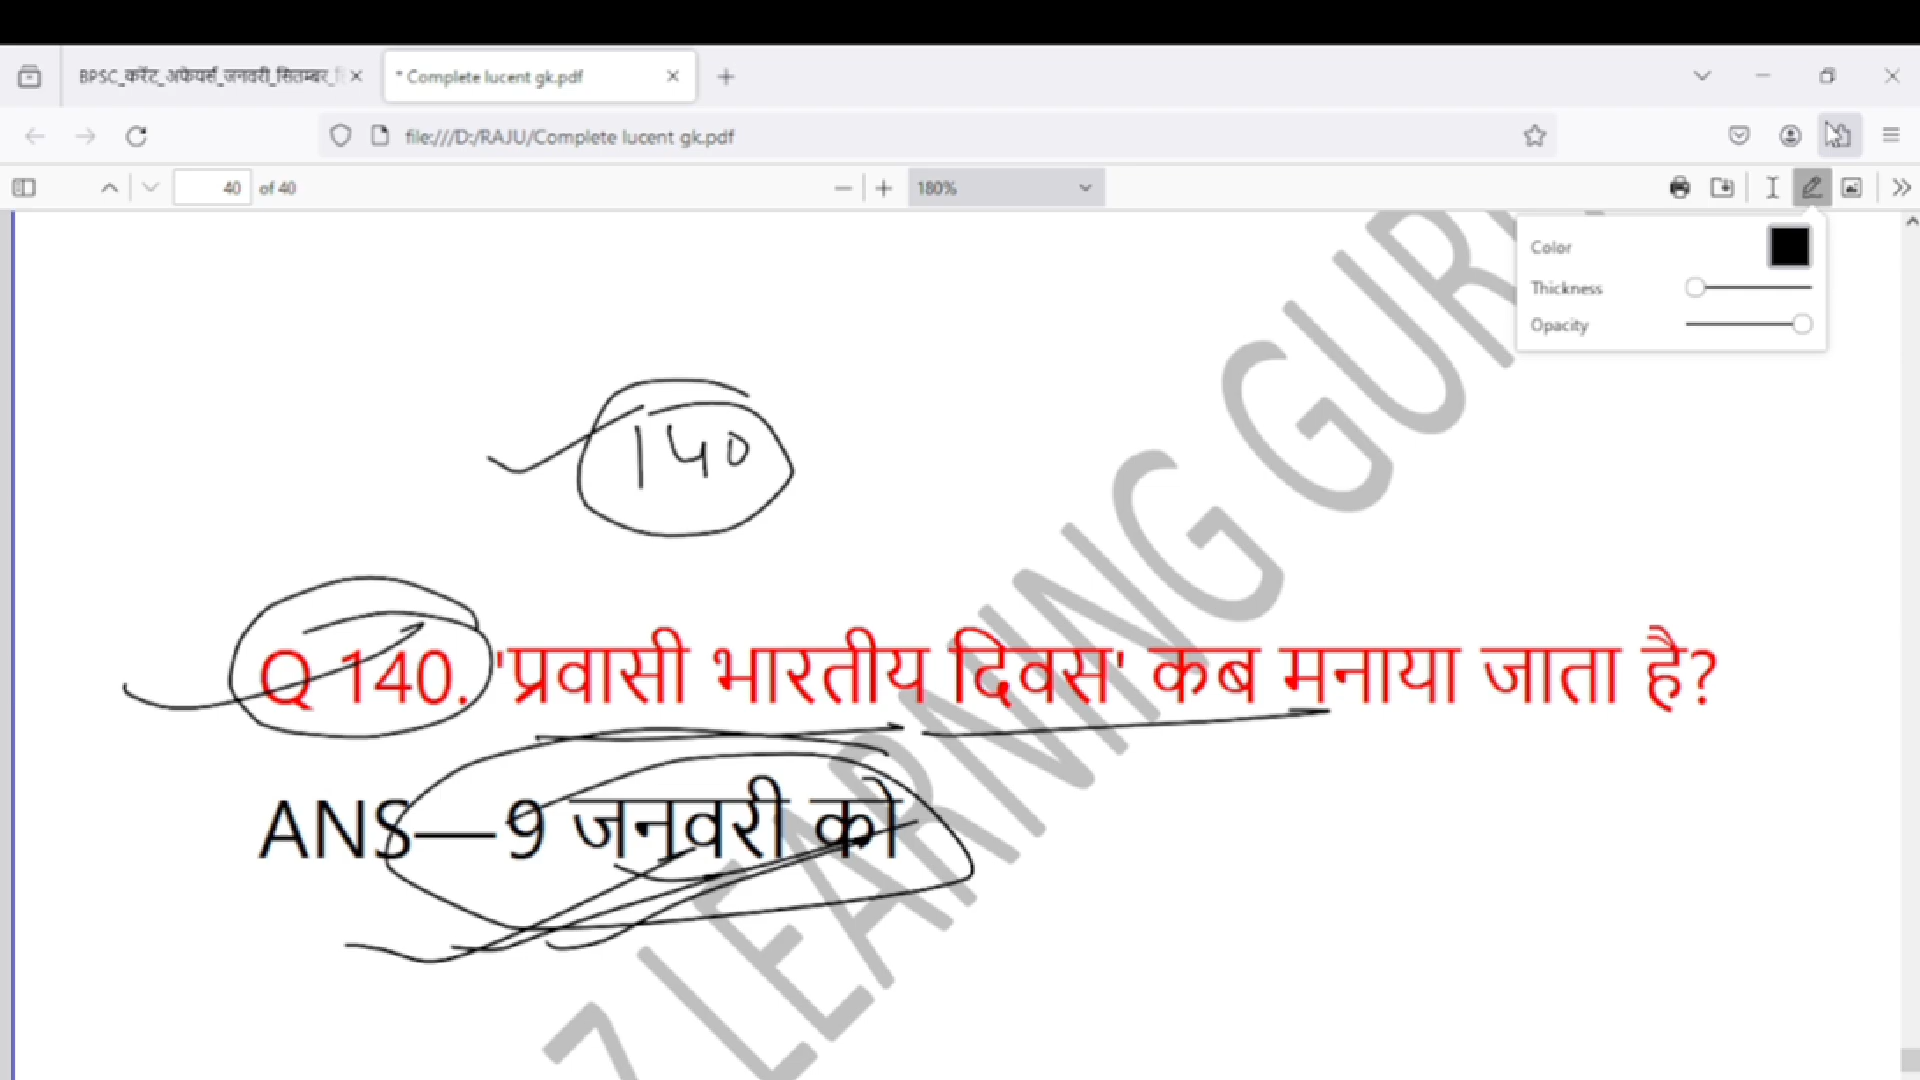 BPSC_करेंट_अफेयर्स_जनवरी_सितम्बर_
* Complete lucent gk.pdf
file:///D:/RAJU/Complete lucent gk.pdf
40 of 40
180%
Color
Thickness
Opacity
140
Q 140. 'प्रवासी भारतीय दिवस' कब मनाया जाता है?
ANS—9 जनवरी को
Z LEARNING GUR